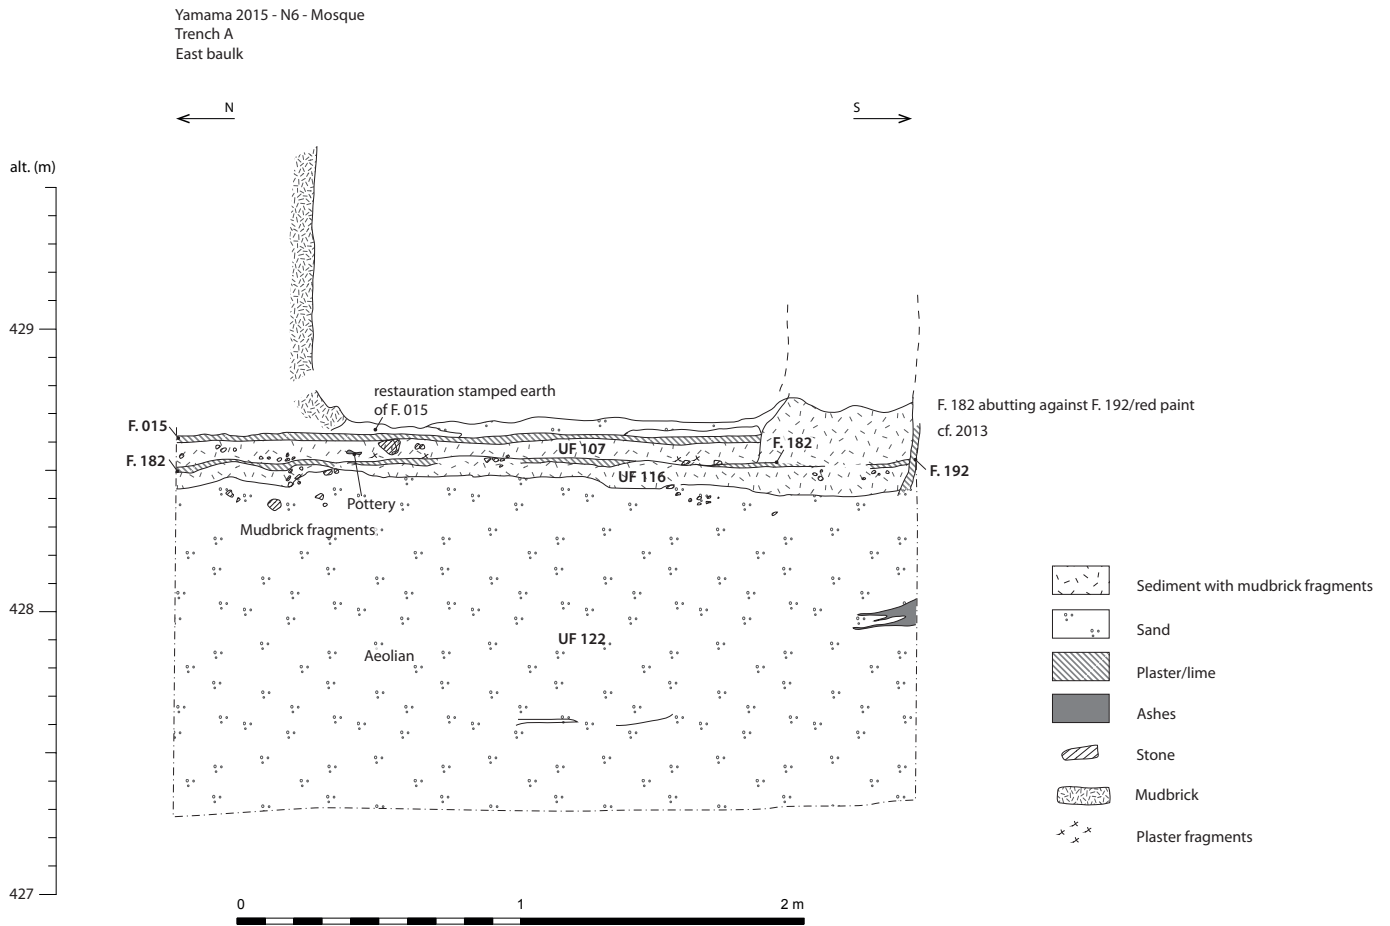 Yamama 2015 - N6 - Mosque
Trench A
East baulk
N
S
alt. (m)
429
428
427
restauration stamped earth
of F. 015
F. 015
F. 182
UF 107
F. 182
UF 116
F. 182 abutting against F. 192/red paint
cf. 2013
F. 192
Pottery
Mudbrick fragments
UF 122
Aeolian
Sediment with mudbrick fragments
Sand
Plaster/lime
Ashes
Stone
Mudbrick
Plaster fragments
0
1
2 m